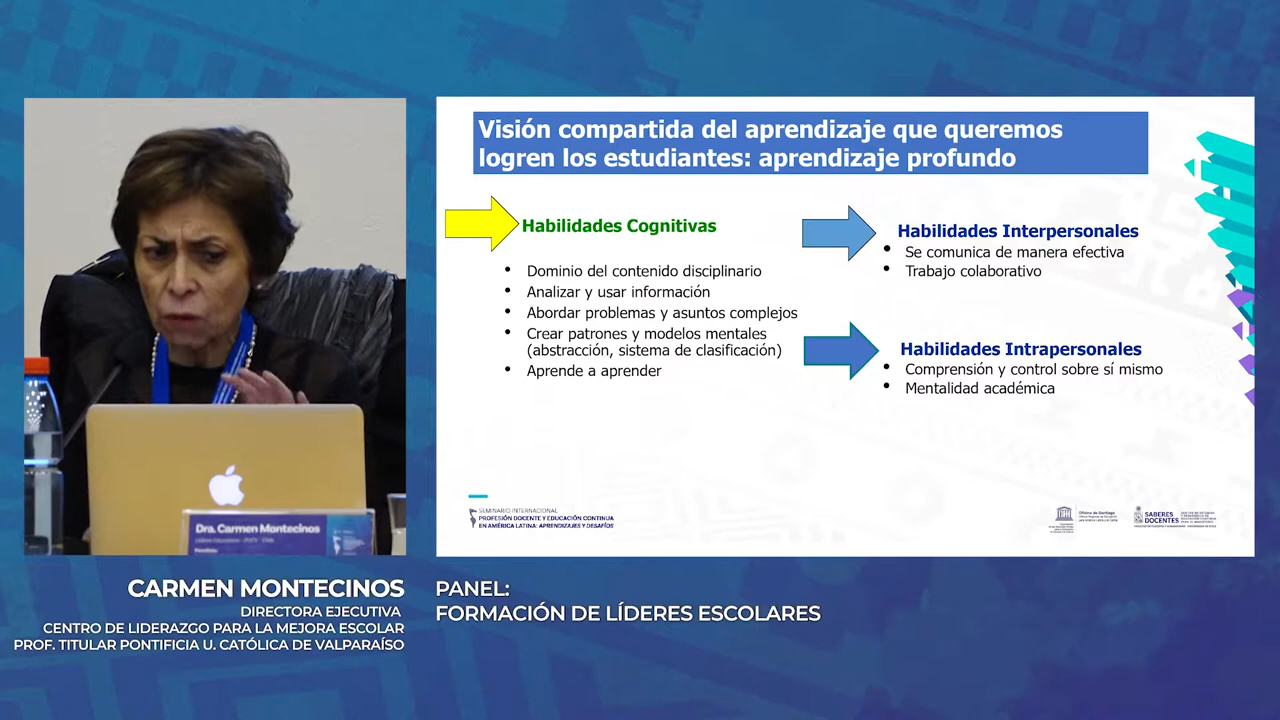 Visión compartida del aprendizaje que queremos
logren los estudiantes: aprendizaje profundo
Habilidades Cognitivas
• Dominio del contenido disciplinario
• Analizar y usar información
• Abordar problemas y asuntos complejos
• Crear patrones y modelos mentales
(abstracción, sistema de clasificación)
• Aprende a aprender
Habilidades Interpersonales
• Se comunica de manera efectiva
• Trabajo colaborativo
Habilidades Intrapersonales
• Comprensión y control sobre sí mismo
• Mentalidad académica
SEMINARIO INTERNACIONAL
PROFESIÓN DOCENTE Y EDUCACIÓN CONTINUA
EN AMÉRICA LATINA: APRENDIZAJES Y DESAFÍOS
Oficina de Santiago
SABERES
DOCENTES
Dra. Carmen Montecinos
CARMEN MONTECINOS
DIRECTORA EJECUTIVA
CENTRO DE LIDERAZGO PARA LA MEJORA ESCOLAR
PROF. TITULAR PONTIFICIA U. CATÓLICA DE VALPARAÍSO
PANEL:
FORMACIÓN DE LÍDERES ESCOLARES